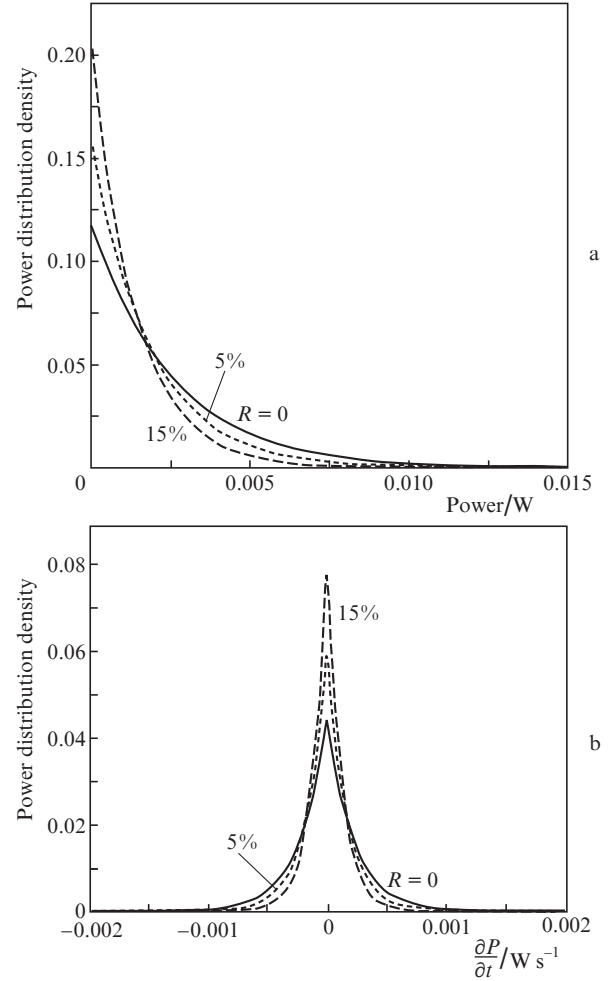 Power distribution density
0.20
0.15
0.10
0.05
5%
R = 0
15%
a
0
0.005
0.010
0.015
Power/W
Power distribution density
0.08
0.06
0.04
0.02
0
15%
5%
R = 0
b
−0.002
−0.001
0
0.001
0.002
∂P/∂t /W s⁻¹